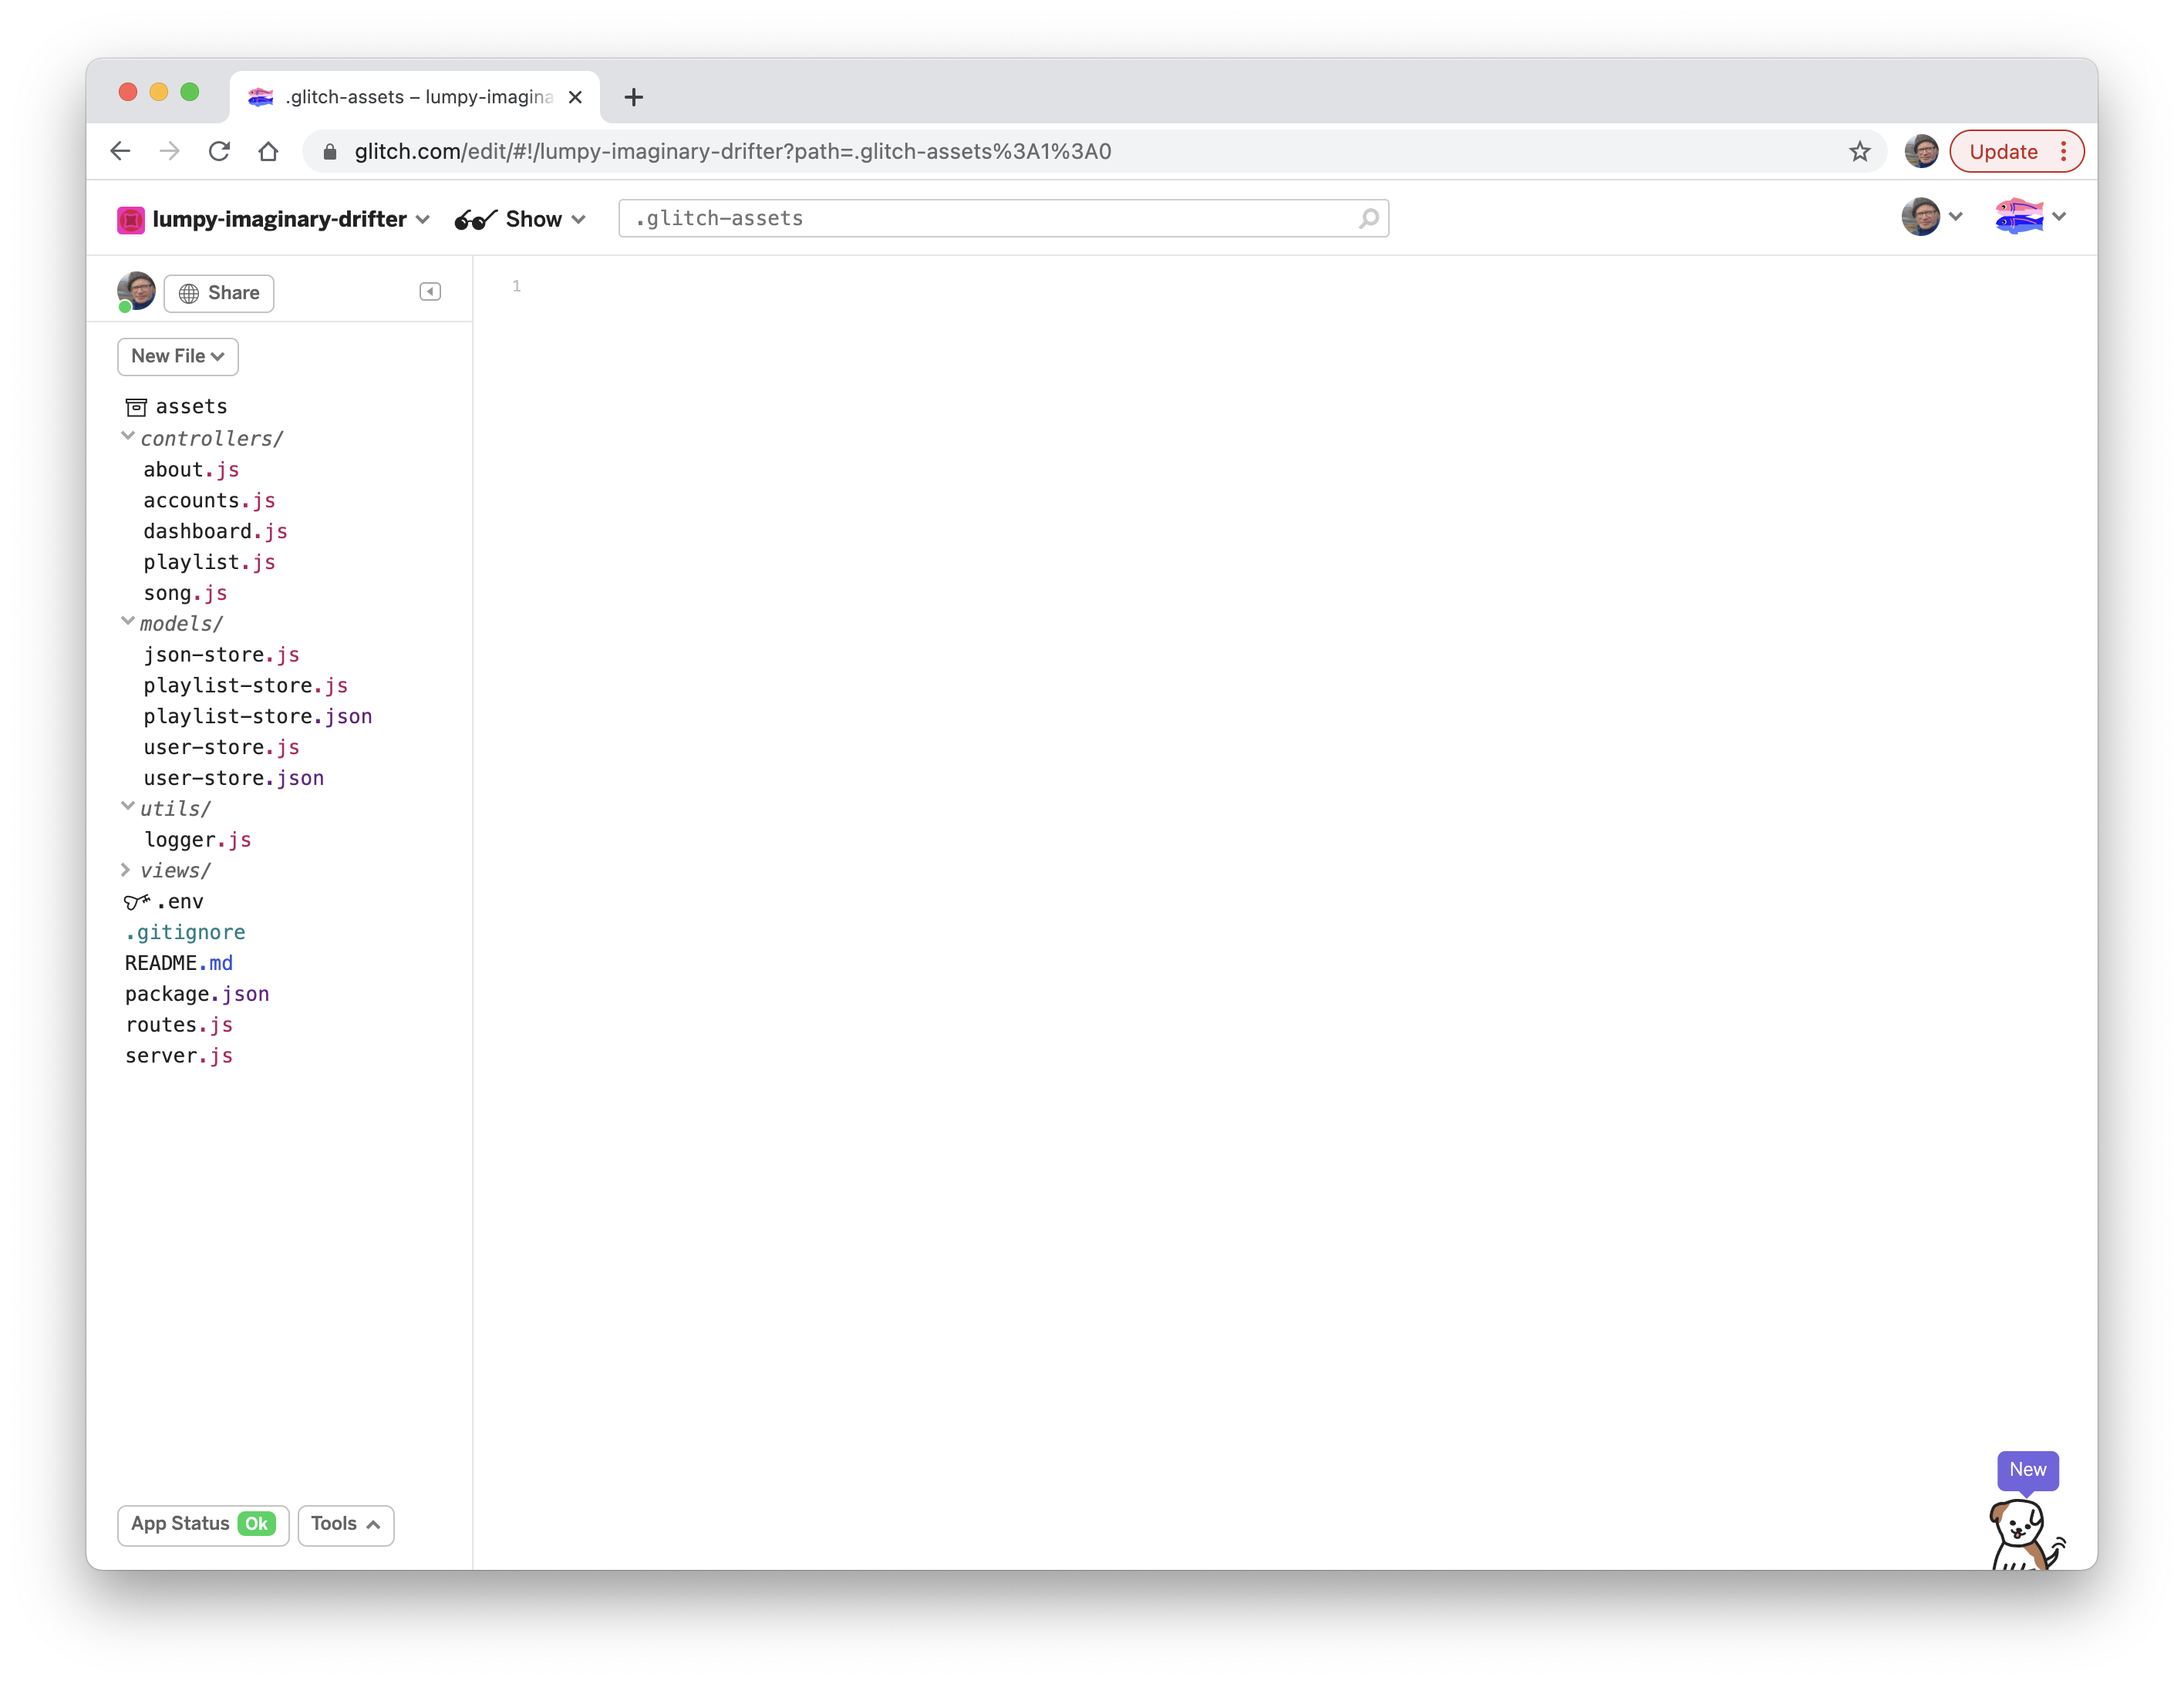 .glitch-assets – lumpy-imagina
glitch.com/edit/#!/lumpy-imaginary-drifter?path=.glitch-assets%3A1%3A0
Update
lumpy-imaginary-drifter
Show
.glitch-assets
Share
1
New File
assets
controllers/
about.js
accounts.js
dashboard.js
playlist.js
song.js
models/
json-store.js
playlist-store.js
playlist-store.json
user-store.js
user-store.json
utils/
logger.js
views/
.env
.gitignore
README.md
package.json
routes.js
server.js
New
App Status Ok
Tools